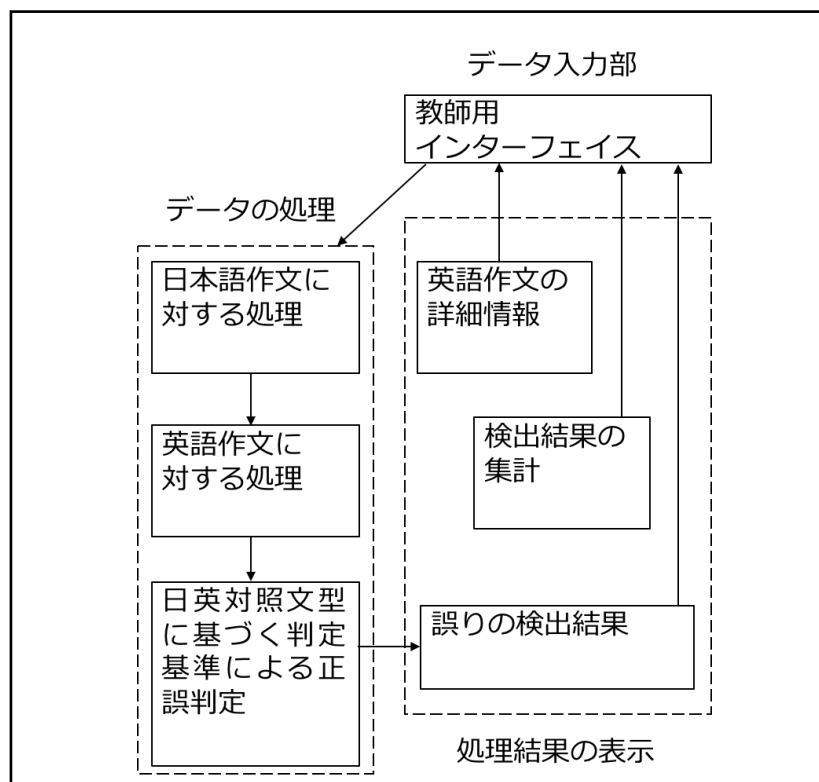 データ入力部
教師用
インターフェイス
データの処理
日本語作文に
対する処理
英語作文に
対する処理
日英対照文型
に基づく判定
基準による正
誤判定
英語作文の
詳細情報
検出結果の
集計
誤りの検出結果
処理結果の表示